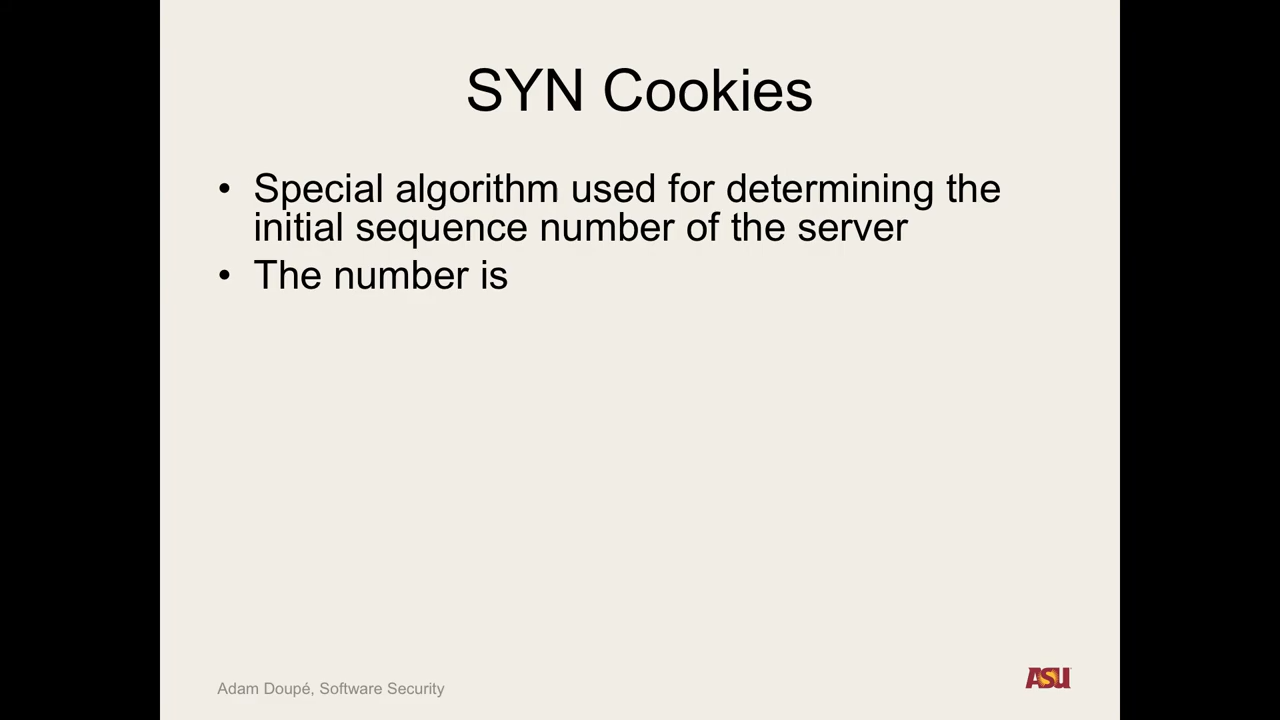 SYN Cookies
• Special algorithm used for determining the
initial sequence number of the server
• The number is
Adam Doupé, Software Security
ASU